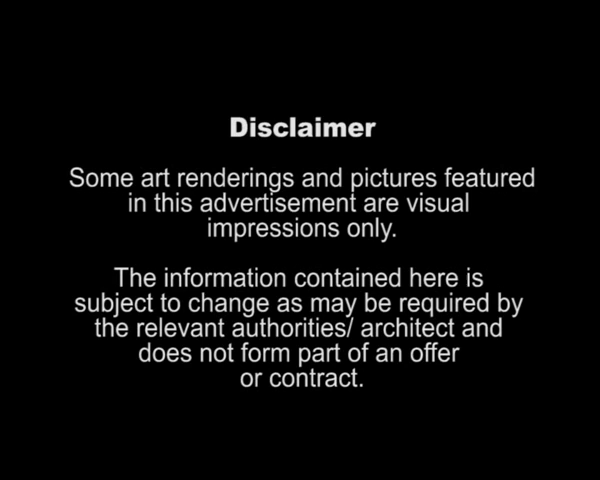 Disclaimer
Some art renderings and pictures featured
in this advertisement are visual
impressions only.
The information contained here is
subject to change as may be required by
the relevant authorities/ architect and
does not form part of an offer
or contract.